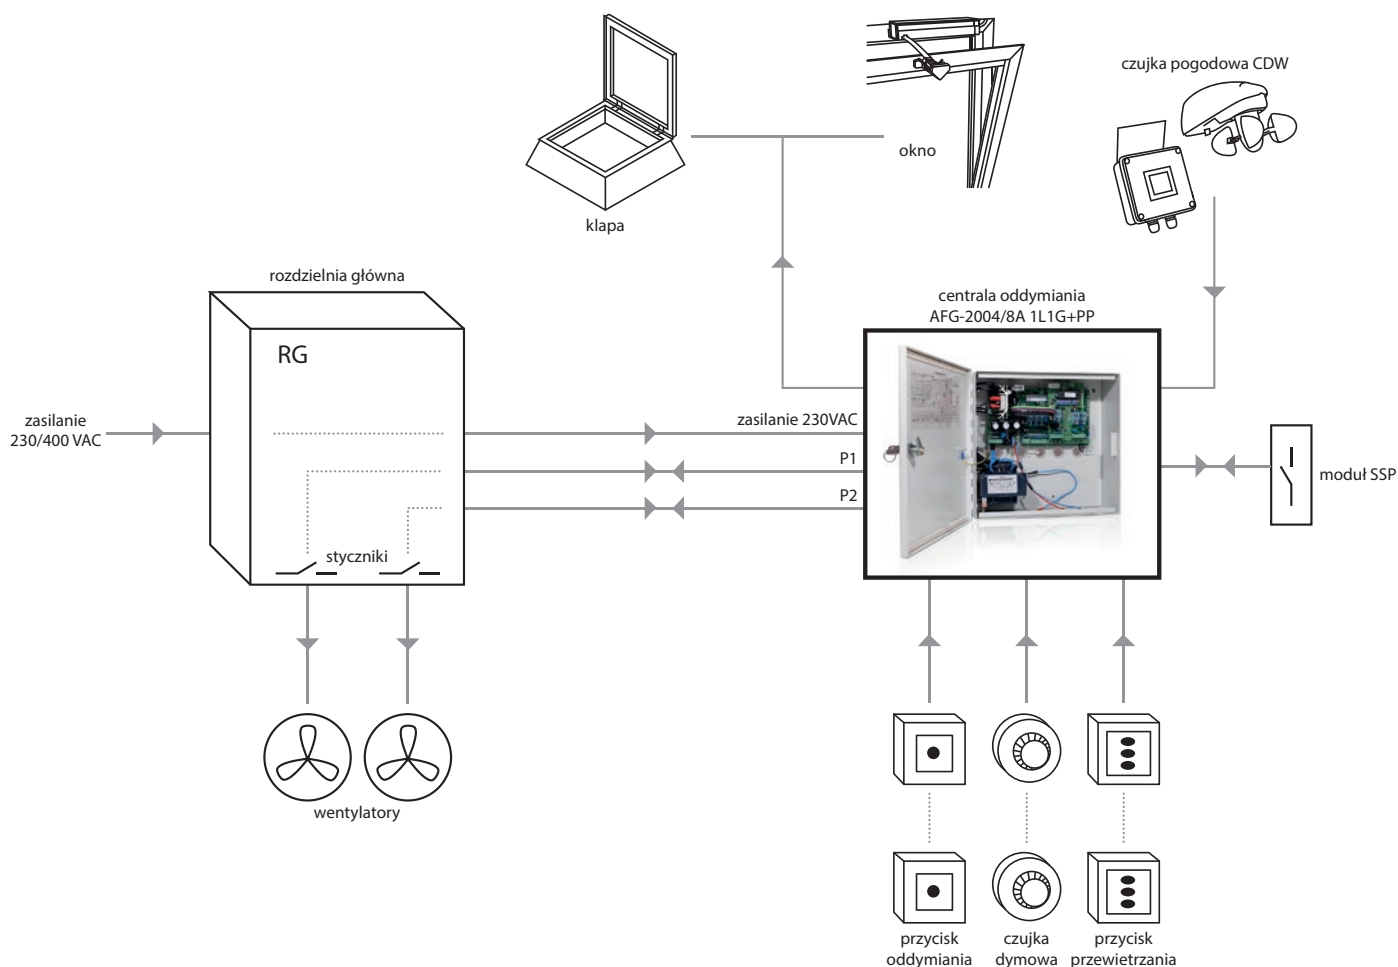 czujka pogodowa CDW
okno
klapa
rozdzielnia główna
centrala oddymiania
AFG-2004/8A 1L1G+PP
RG
zasilanie
230/400 VAC
zasilanie 230VAC
P1
P2
moduł SSP
styczniki
wentylatory
przycisk
oddymiania
czujka
dymowa
przycisk
przewietrzania